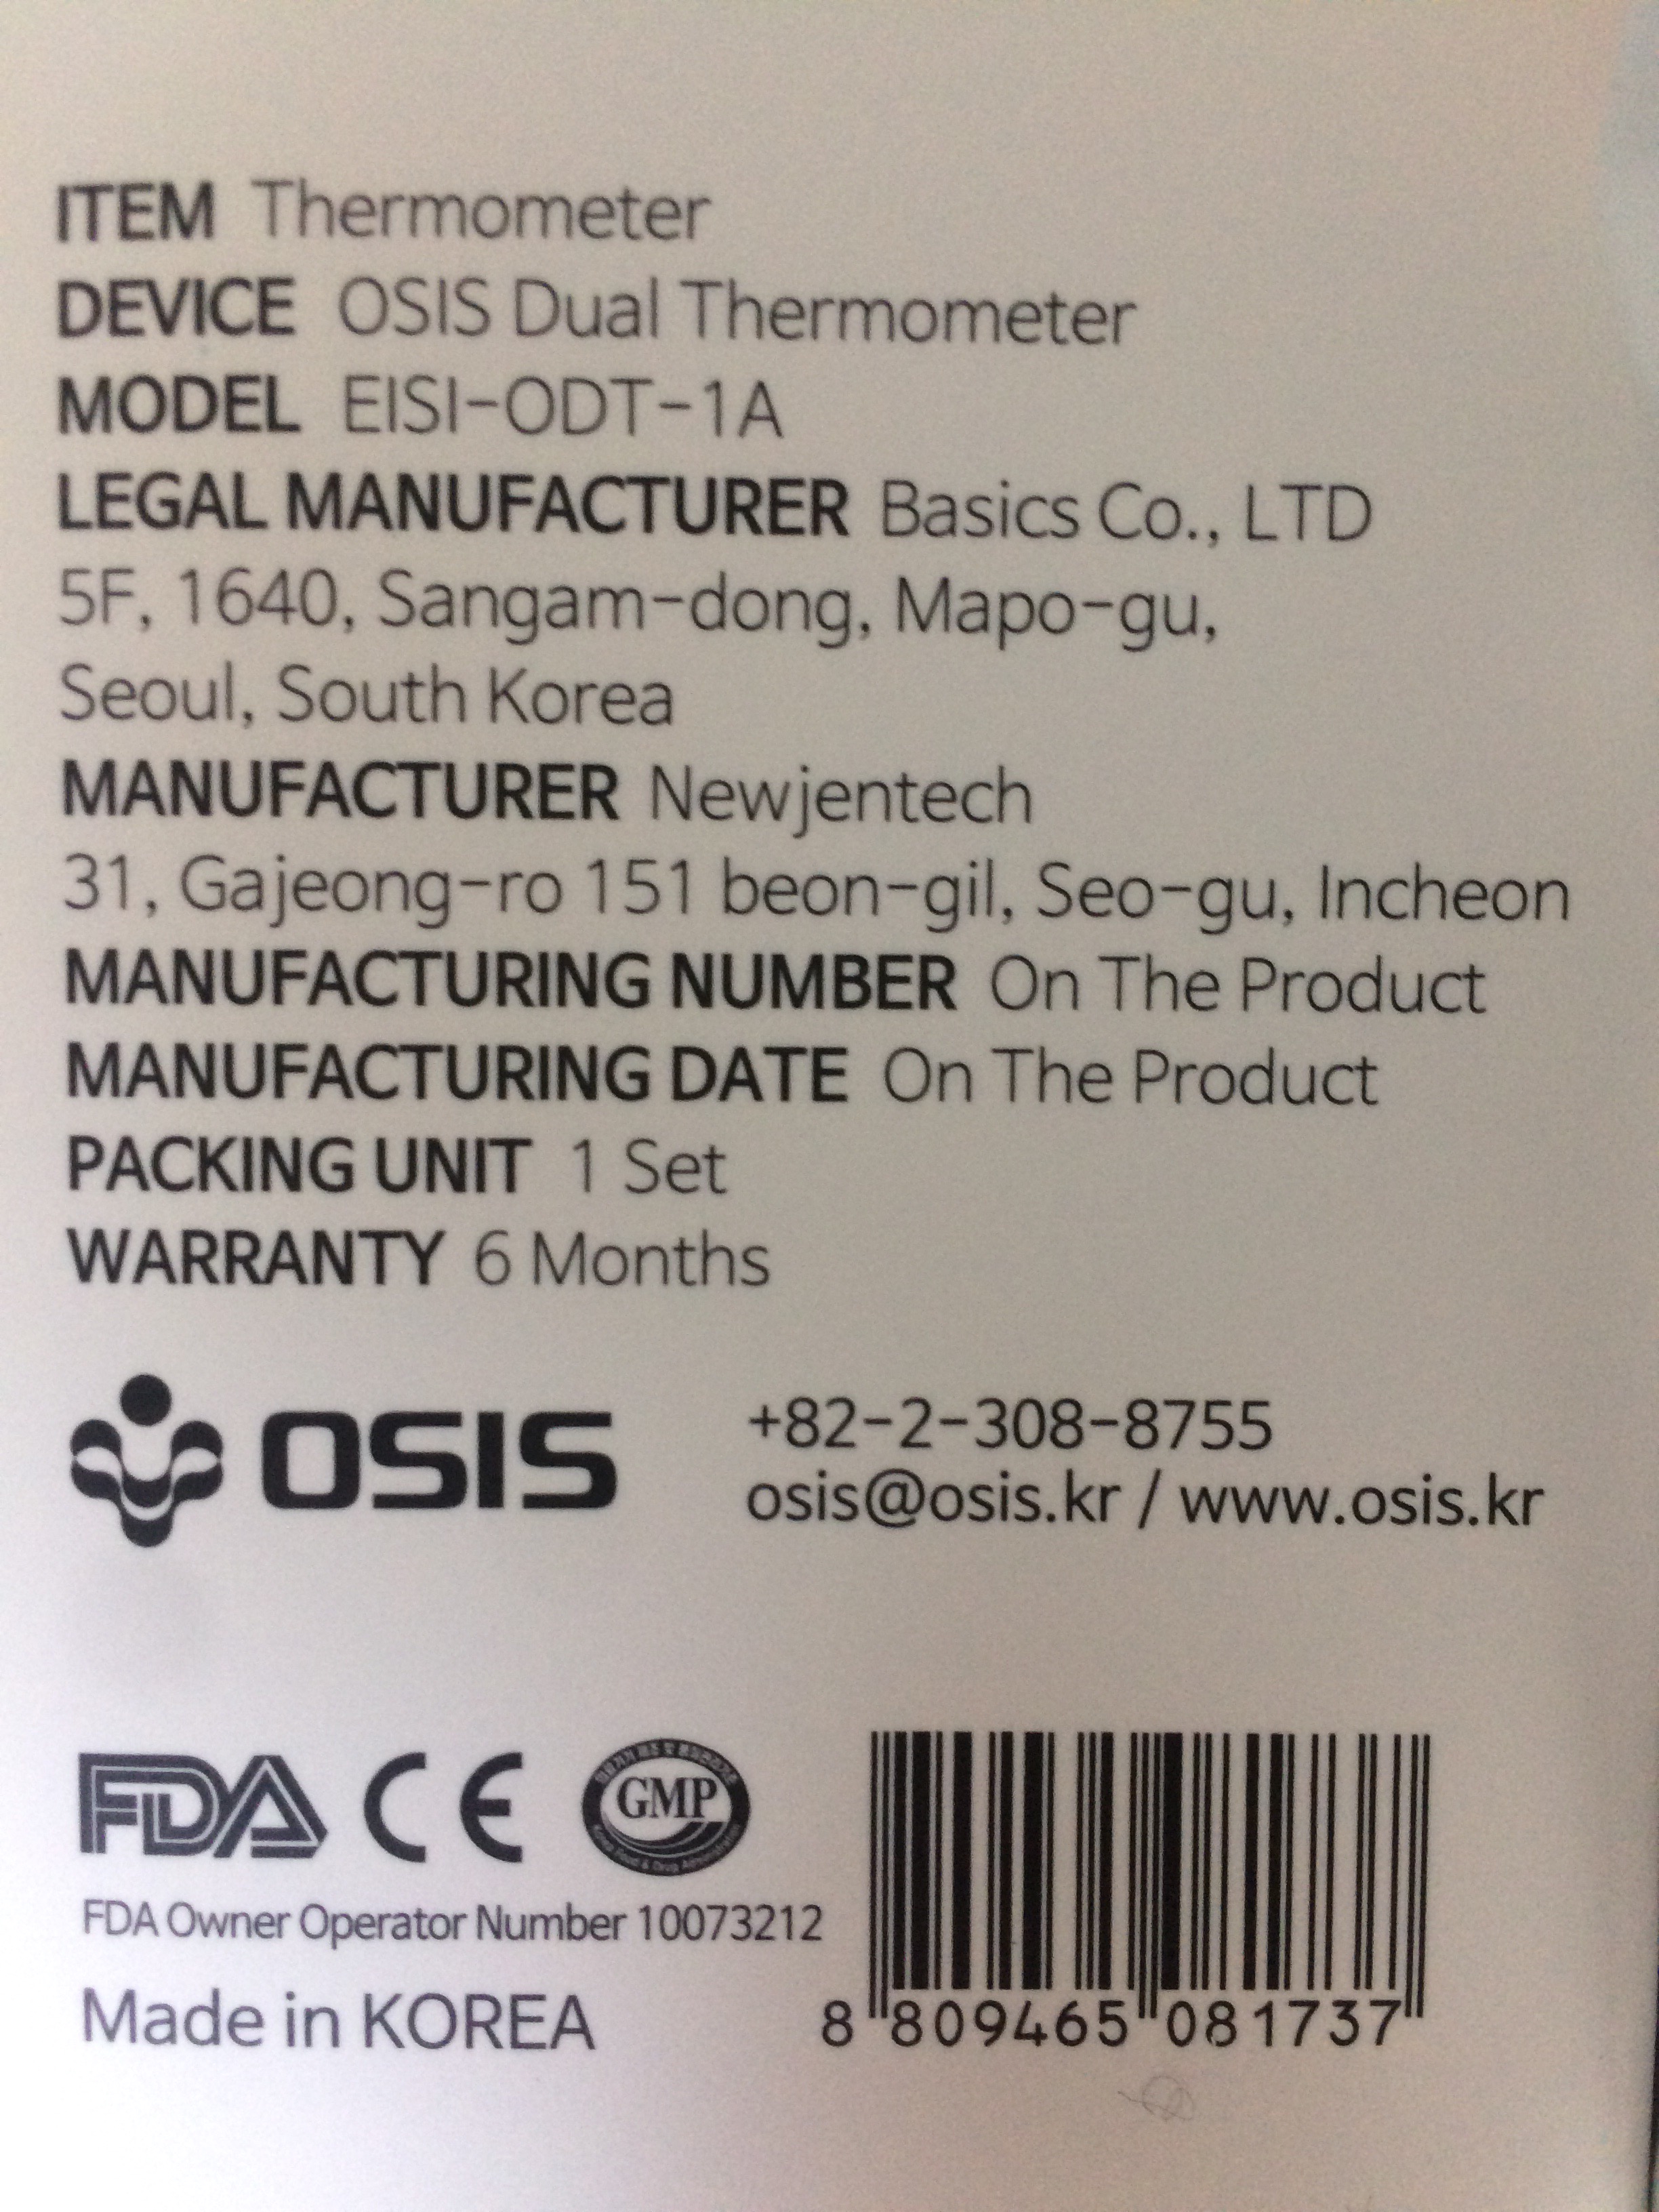 ITEM Thermometer
DEVICE OSIS Dual Thermometer
MODEL EISI-ODT-1A
LEGAL MANUFACTURER Basics Co., LTD
5F, 1640, Sangam-dong, Mapo-gu,
Seoul, South Korea
MANUFACTURER Newjentech
31, Gajeong-ro 151 beon-gil, Seo-gu, Incheon
MANUFACTURING NUMBER On The Product
MANUFACTURING DATE On The Product
PACKING UNIT 1 Set
WARRANTY 6 Months
OSIS
+82-2-308-8755
osis@osis.kr / www.osis.kr
FDA CE GMP
Korea Food & Drug Administration
FDA Owner Operator Number 10073212
Made in KOREA
8 809465 081737